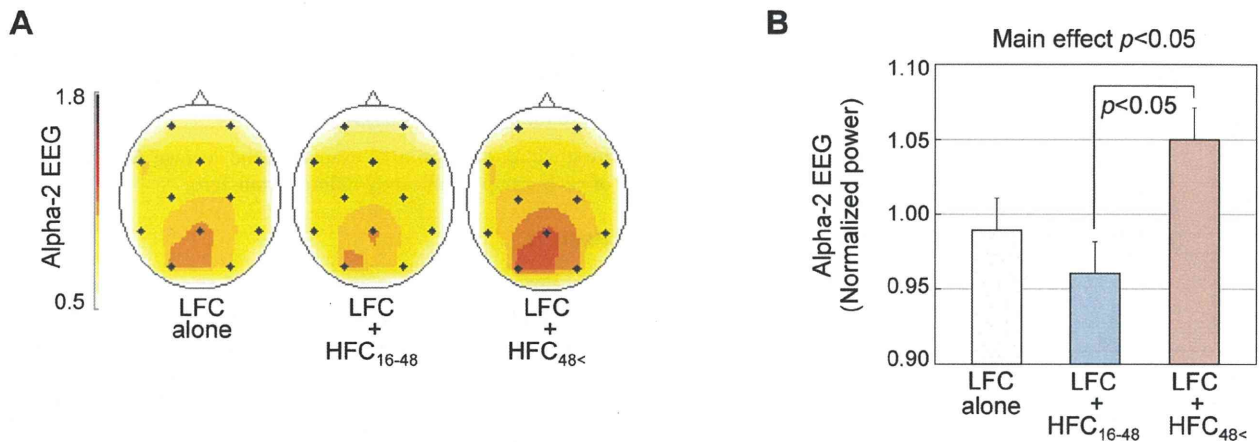 A
1.8
Alpha-2 EEG
0.5
LFC
alone
LFC
+
HFC16-48
LFC
+
HFC48<
B
Main effect p<0.05
1.10
p<0.05
1.05
1.00
0.95
0.90
Alpha-2 EEG
(Normalized power)
LFC
alone
LFC
+
HFC16-48
LFC
+
HFC48<